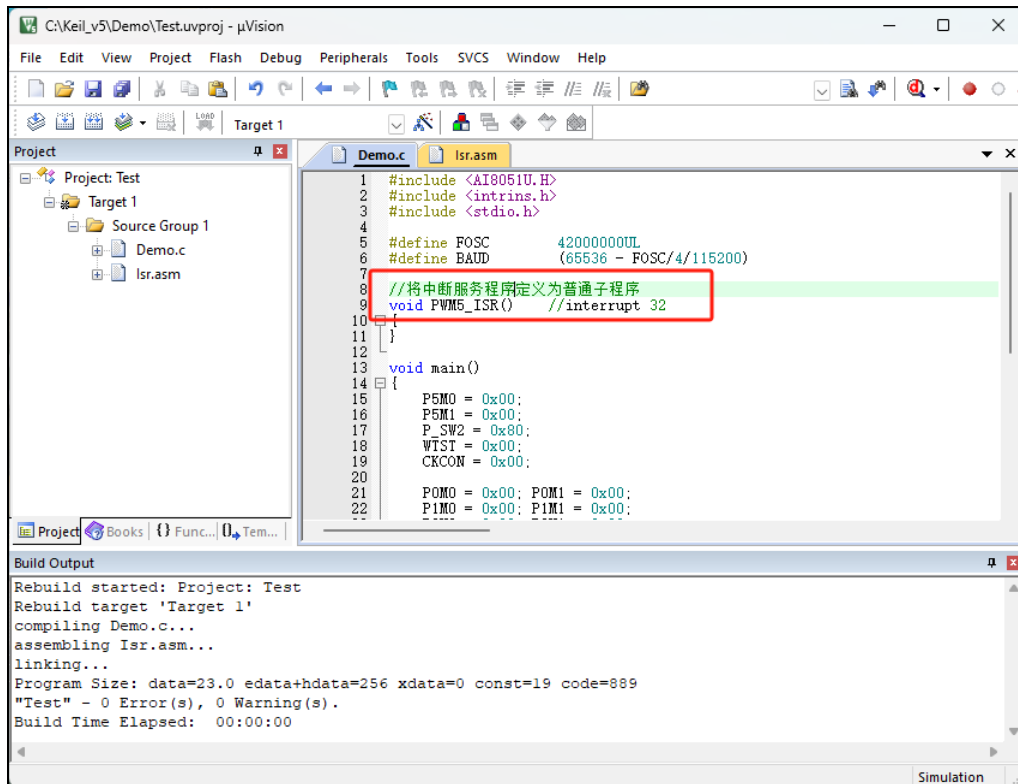 C:\Keil_v5\Demo\Test.uvproj - µVision
File Edit View Project Flash Debug Peripherals Tools SVCS Window Help
LOAD
Target 1
Project
Demo.c
Isr.asm
Project: Test
Target 1
Source Group 1
Demo.c
Isr.asm
1 #include <AI8051U.H>
2 #include <intrins.h>
3 #include <stdio.h>
4
5 #define FOSC 42000000UL
6 #define BAUD (65536 - FOSC/4/115200)
7
8 //将中断服务程序定义为普通子程序
9 void PWM5_ISR() //interrupt 32
10 {
11 }
12
13 void main()
14 {
15 P5M0 = 0x00;
16 P5M1 = 0x00;
17 P_SW2 = 0x80;
18 WTST = 0x00;
19 CKCON = 0x00;
20
21 P0M0 = 0x00; P0M1 = 0x00;
22 P1M0 = 0x00; P1M1 = 0x00;
Project Books {} Func... Tem...
Build Output
Rebuild started: Project: Test
Rebuild target 'Target 1'
compiling Demo.c...
assembling Isr.asm...
linking...
Program Size: data=23.0 edata+hdata=256 xdata=0 const=19 code=889
"Test" - 0 Error(s), 0 Warning(s).
Build Time Elapsed: 00:00:00
Simulation